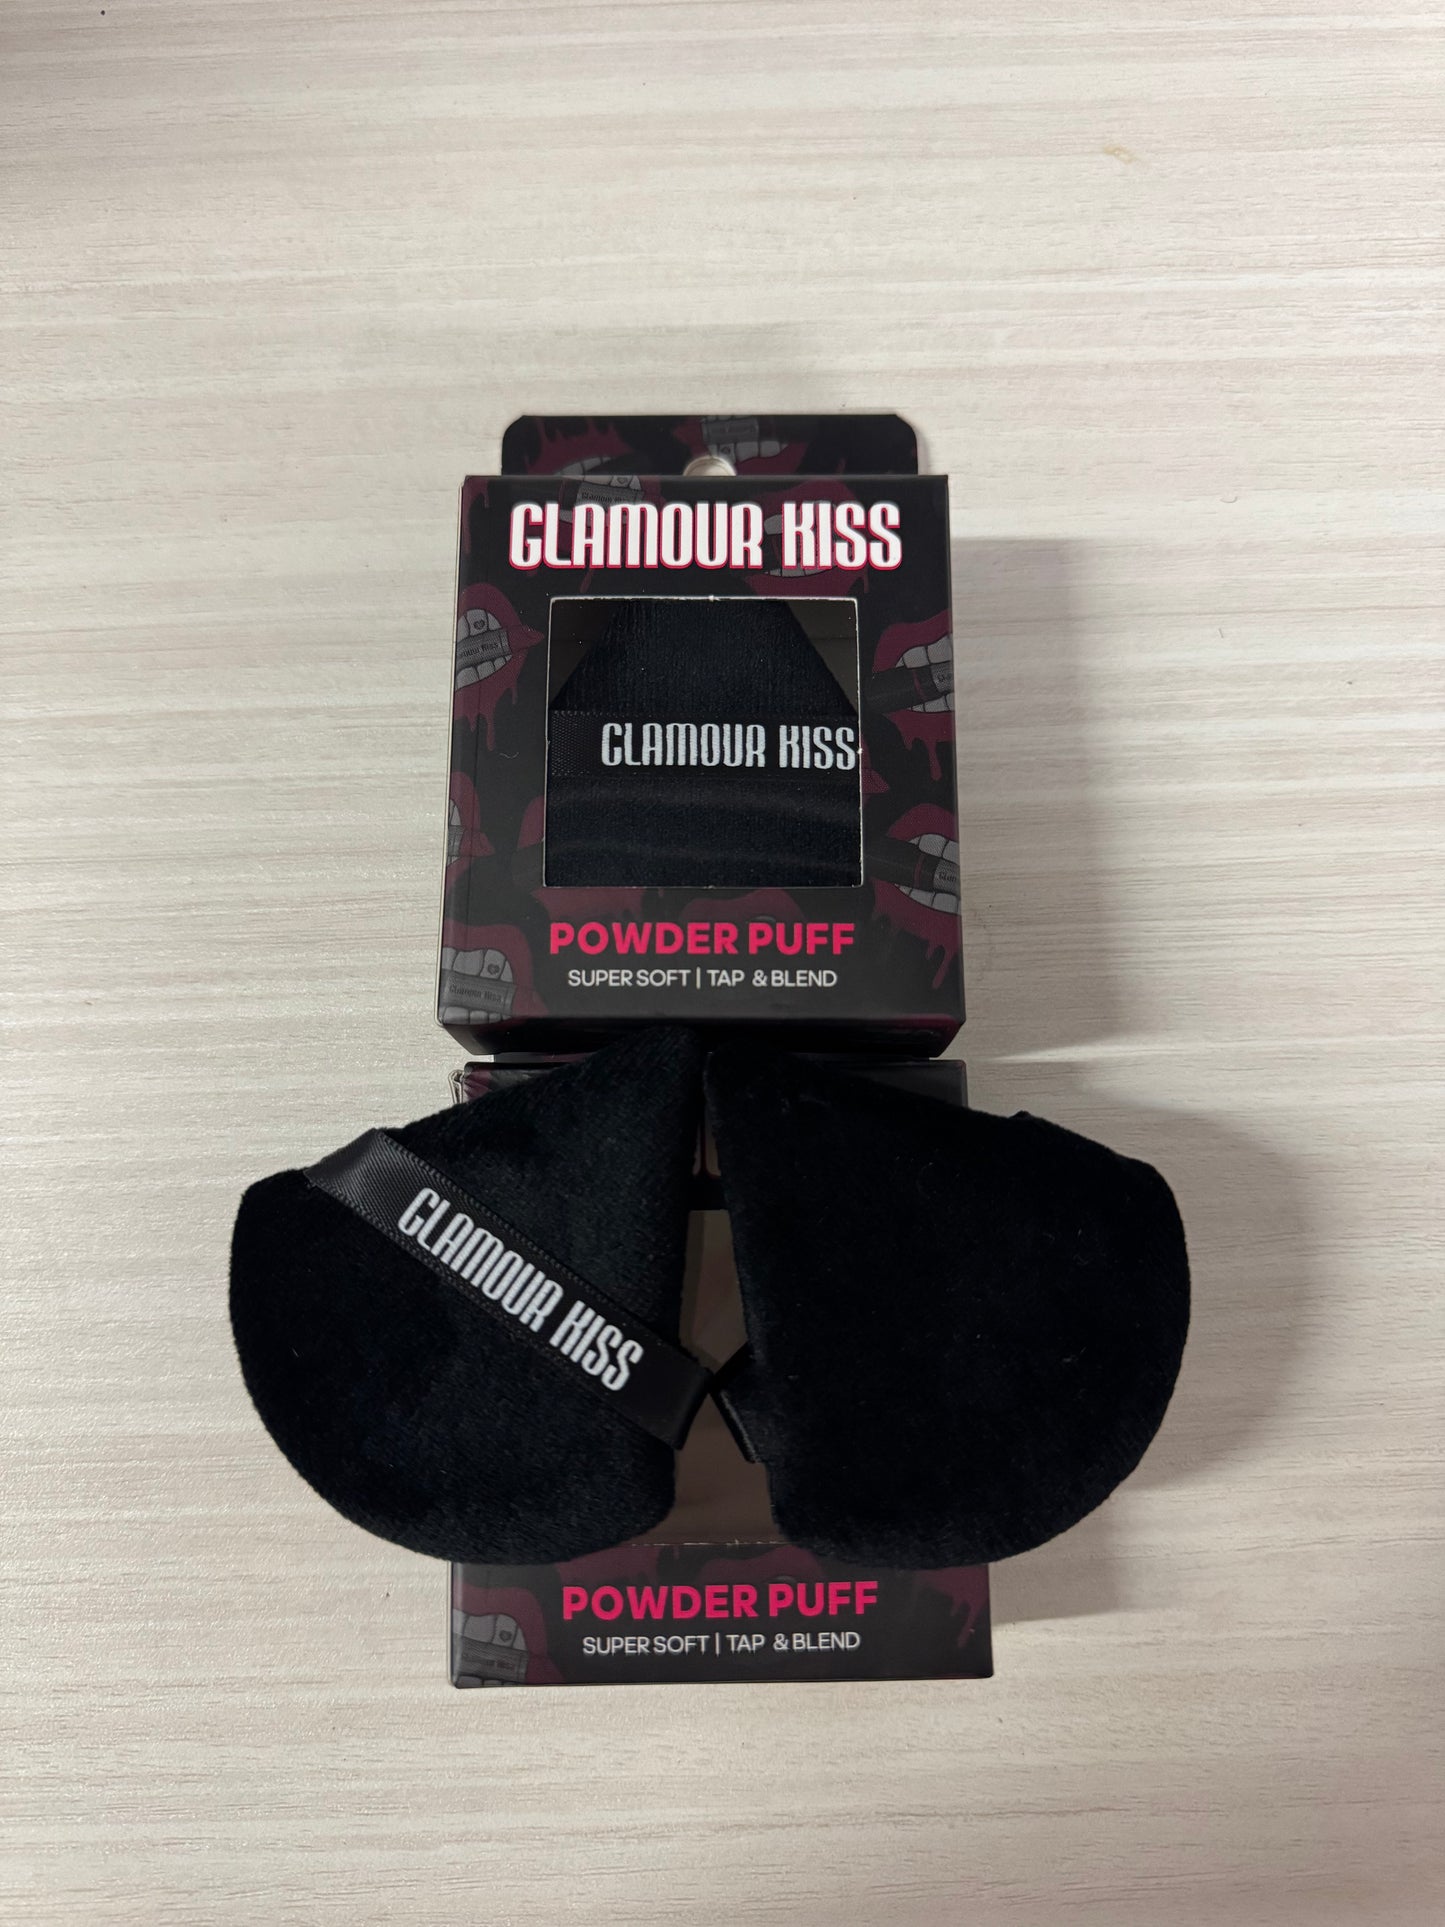 GLAMOUR KISS
GLAMOUR KISS
POWDER PUFF
SUPER SOFT | TAP & BLEND
GLAMOUR KISS
POWDER PUFF
SUPER SOFT | TAP & BLEND